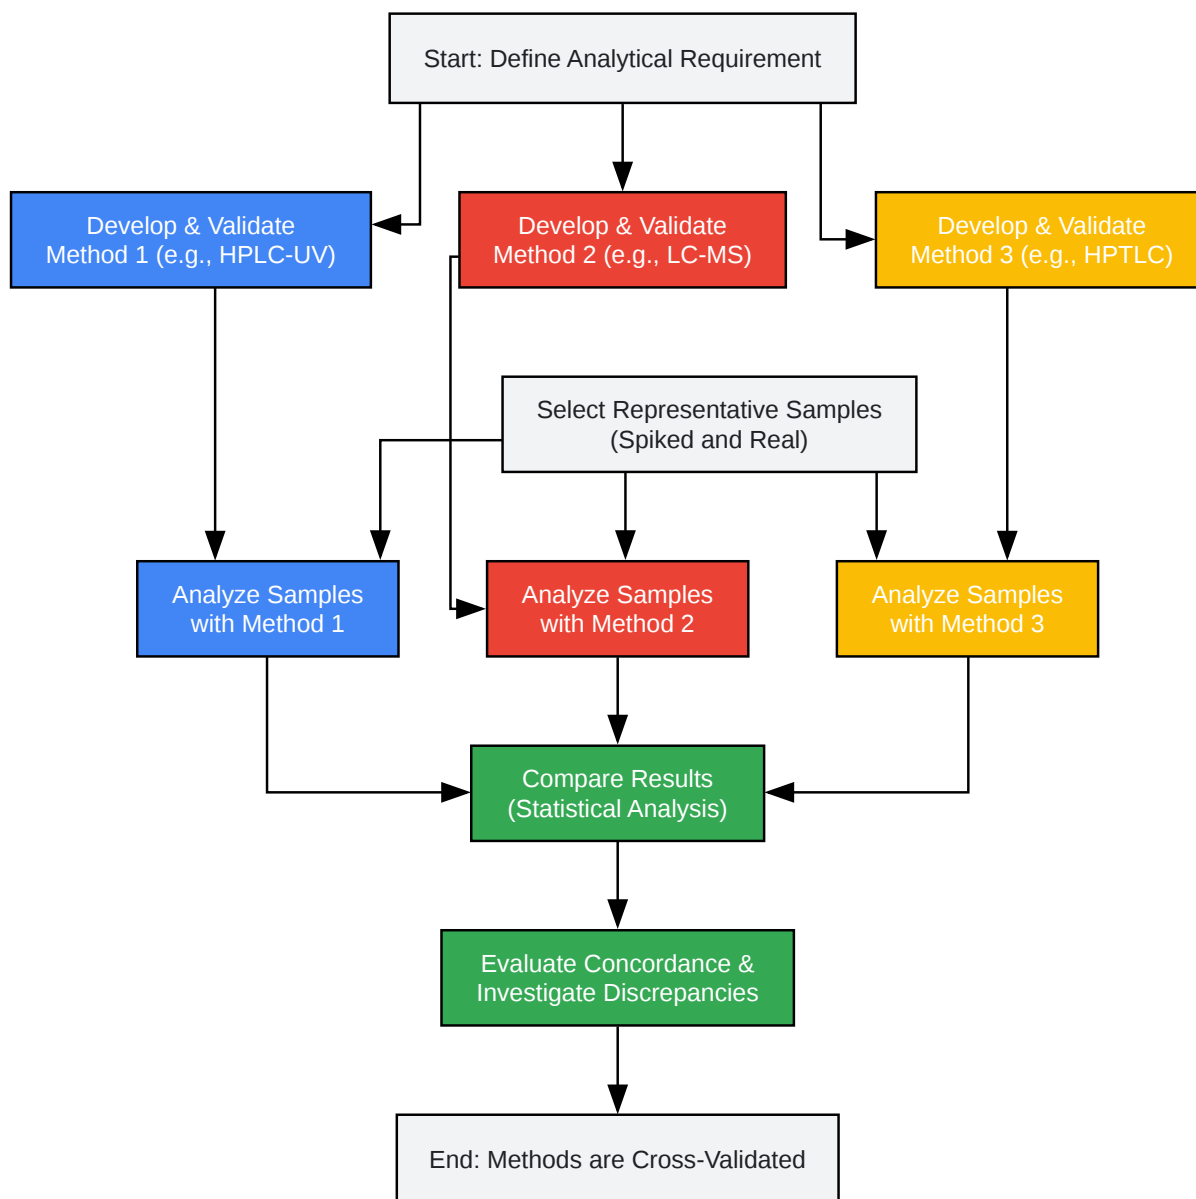 Start: Define Analytical Requirement
Develop & Validate
Method 1 (e.g., HPLC-UV)
Develop & Validate
Method 2 (e.g., LC-MS)
Develop & Validate
Method 3 (e.g., HPTLC)
Select Representative Samples
(Spiked and Real)
Analyze Samples
with Method 1
Analyze Samples
with Method 2
Analyze Samples
with Method 3
Compare Results
(Statistical Analysis)
Evaluate Concordance &
Investigate Discrepancies
End: Methods are Cross-Validated